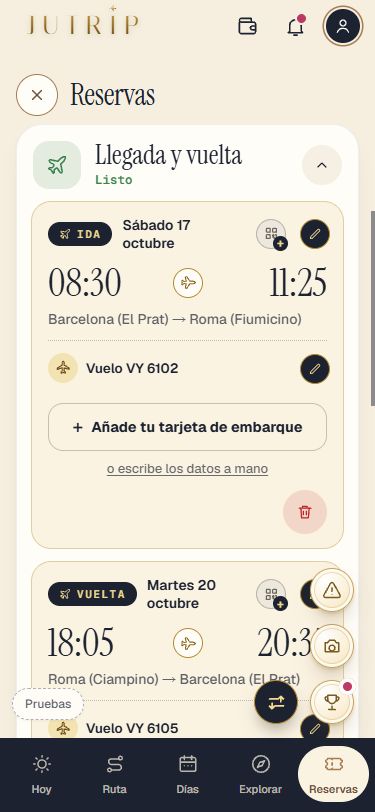 JUTRIP
Reservas
Llegada y vuelta
Listo
IDA
Sábado 17
octubre
08:30
11:25
Barcelona (El Prat) → Roma (Fiumicino)
Vuelo VY 6102
+ Añade tu tarjeta de embarque
o escribe los datos a mano
VUELTA
Martes 20
octubre
18:05
20:3
Roma (Ciampino) → Barcelona (El Prat)
Pruebas
Vuelo VY 6105
Hoy
Ruta
Días
Explorar
Reservas